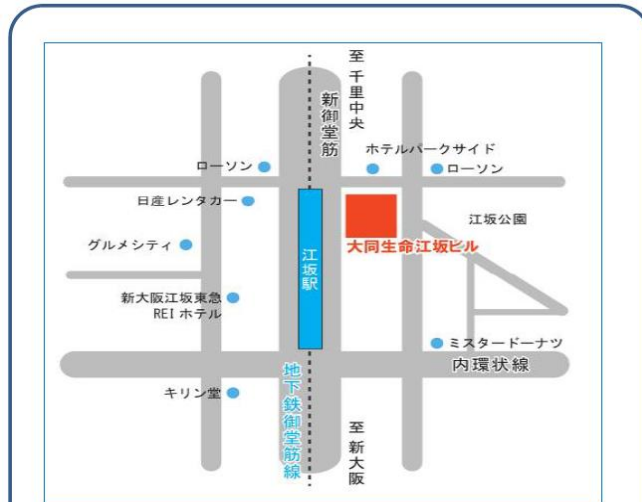 至千里中央
新御堂筋
ホテルパークサイド
ローソン
ローソン
日産レンタカー
江坂公園
大同生命江坂ビル
グルメシティ
江坂駅
新大阪江坂東急
REI ホテル
ミスタードーナツ
内環状線
地下鉄御堂筋線
キリン堂
至新大阪